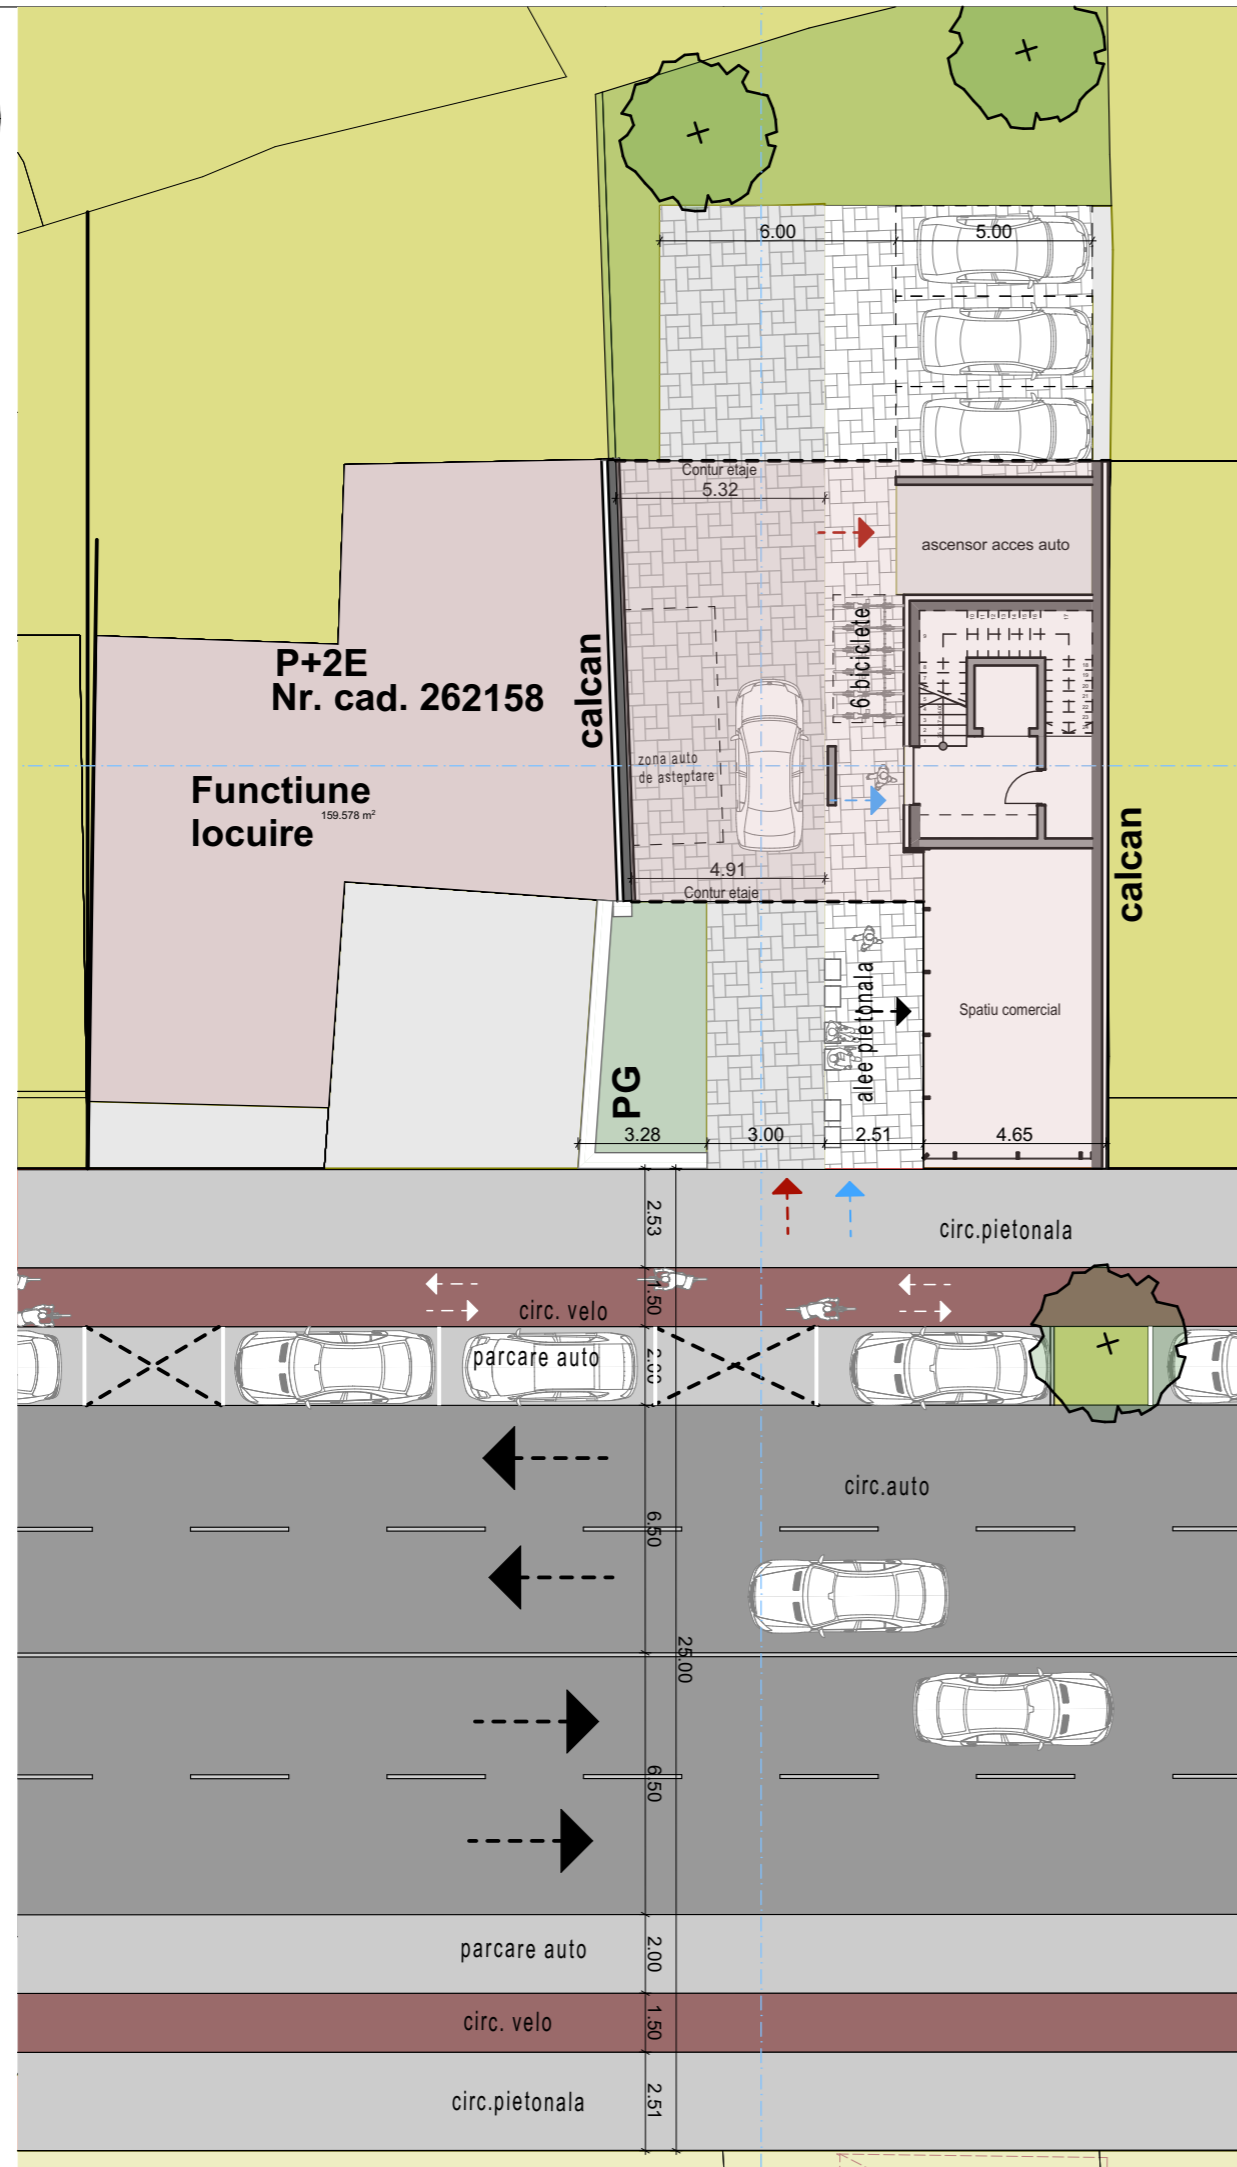 6.00
5.00
Contur etaje
5.32
ascensor acces auto
6 biciclete
P+2E
Nr. cad. 262158
calcan
zona auto
de asteptare
Functiune
locuire
159.578 m²
calcan
4.91
Contur etaje
alee pietonala
Spatiu comercial
PG
3.28
3.00
2.51
4.65
2.53
circ.pietonala
1.50
circ. velo
parcare auto
2.00
circ.auto
6.50
25.00
6.50
parcare auto
2.00
circ. velo
1.50
circ.pietonala
2.51